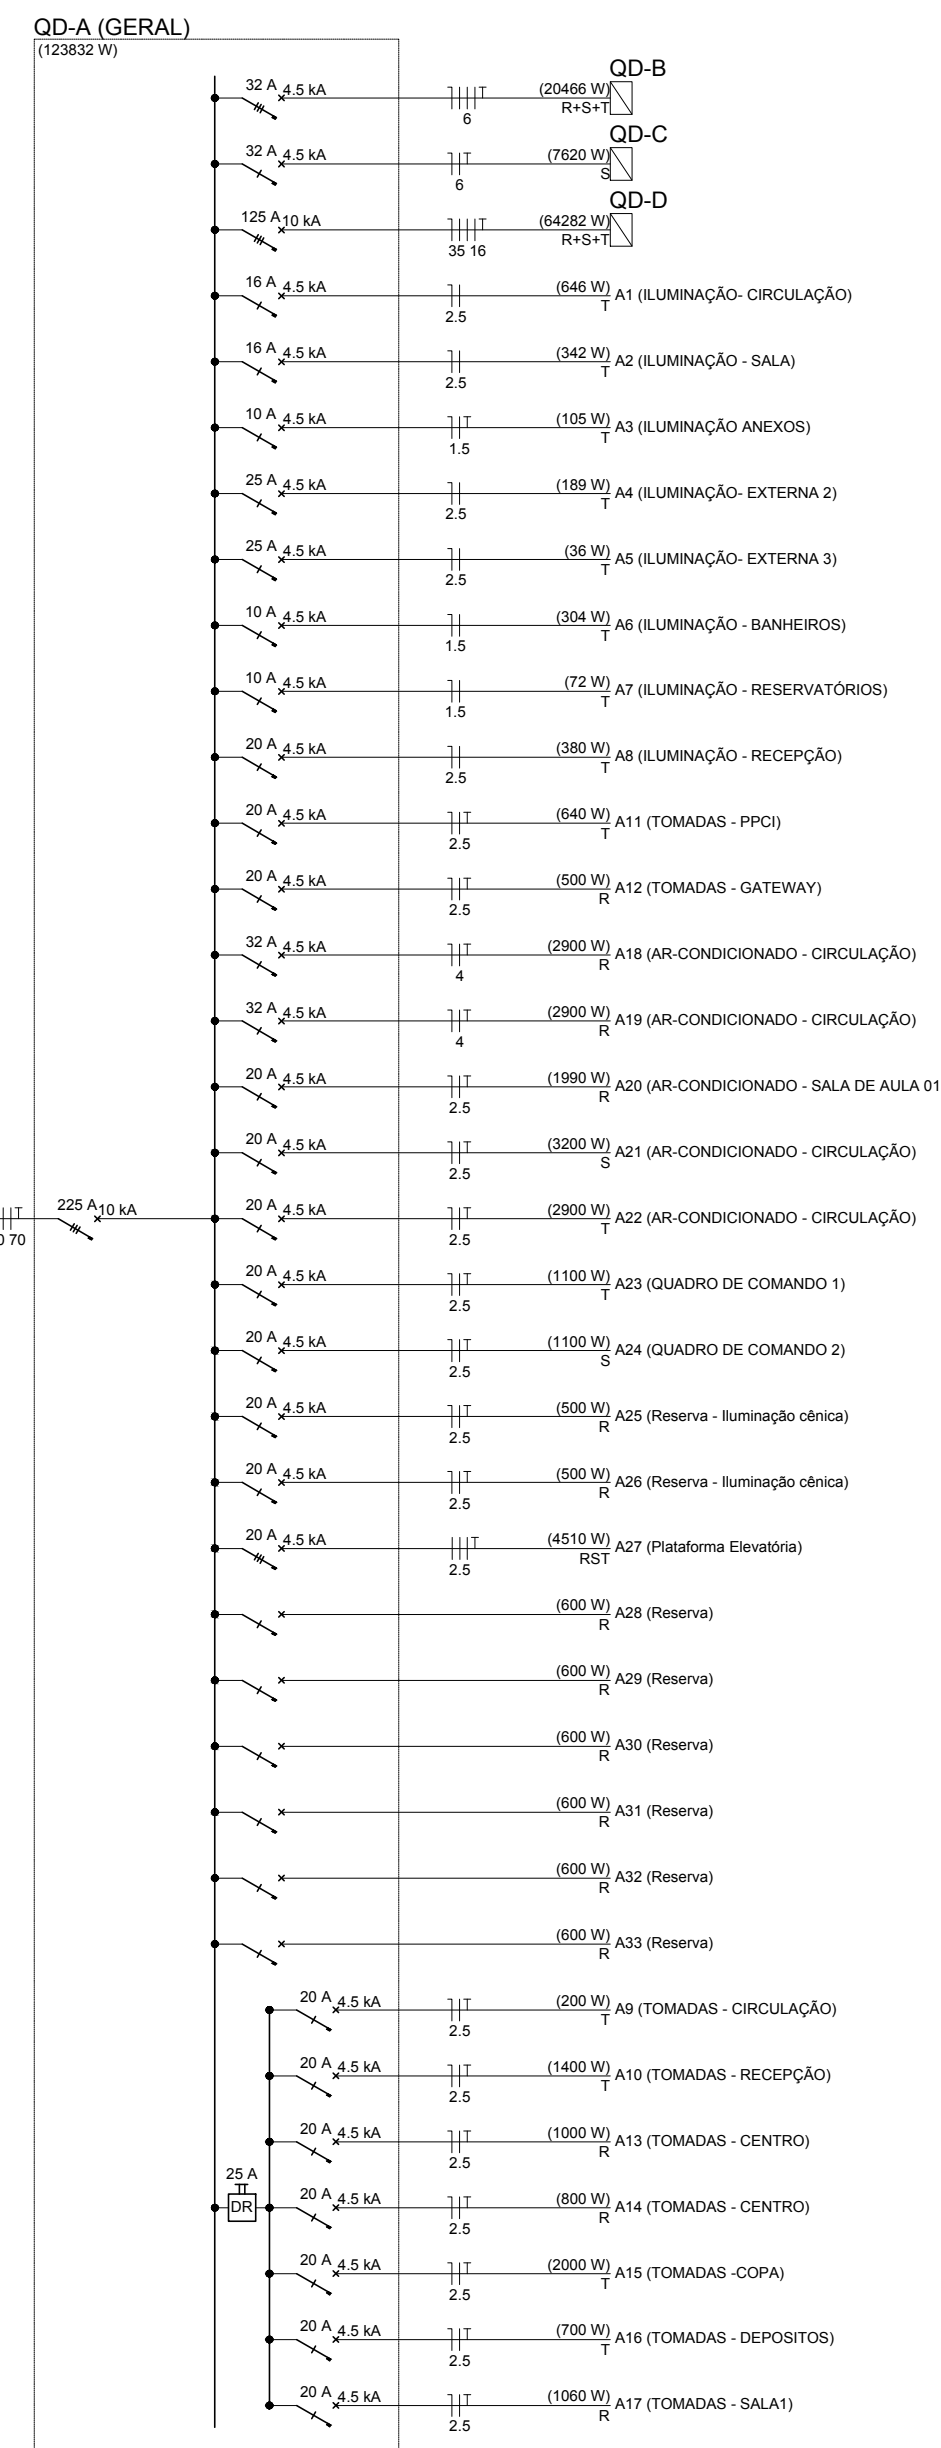 QD-A (GERAL)
(123832 W)
32 A 4.5 kA 6 (20466 W) R+S+T QD-B
32 A 4.5 kA 6 (7620 W) S QD-C
125 A 10 kA 35 16 (64282 W) R+S+T QD-D
16 A 4.5 kA 2.5 (646 W) T A1 (ILUMINAÇÃO- CIRCULAÇÃO)
16 A 4.5 kA 2.5 (342 W) T A2 (ILUMINAÇÃO - SALA)
10 A 4.5 kA T 1.5 (105 W) T A3 (ILUMINAÇÃO ANEXOS)
25 A 4.5 kA 2.5 (189 W) T A4 (ILUMINAÇÃO- EXTERNA 2)
25 A 4.5 kA 2.5 (36 W) T A5 (ILUMINAÇÃO- EXTERNA 3)
10 A 4.5 kA 1.5 (304 W) T A6 (ILUMINAÇÃO - BANHEIROS)
10 A 4.5 kA 1.5 (72 W) T A7 (ILUMINAÇÃO - RESERVATÓRIOS)
20 A 4.5 kA 2.5 (380 W) T A8 (ILUMINAÇÃO - RECEPÇÃO)
20 A 4.5 kA 2.5 (640 W) T A11 (TOMADAS - PPCI)
20 A 4.5 kA 2.5 (500 W) R A12 (TOMADAS - GATEWAY)
32 A 4.5 kA 4 (2900 W) R A18 (AR-CONDICIONADO - CIRCULAÇÃO)
32 A 4.5 kA 4 (2900 W) R A19 (AR-CONDICIONADO - CIRCULAÇÃO)
20 A 4.5 kA 2.5 (1990 W) R A20 (AR-CONDICIONADO - SALA DE AULA 01
20 A 4.5 kA 2.5 (3200 W) S A21 (AR-CONDICIONADO - CIRCULAÇÃO)
70 225 A 10 kA 20 A 4.5 kA 2.5 (2900 W) T A22 (AR-CONDICIONADO - CIRCULAÇÃO)
20 A 4.5 kA 2.5 (1100 W) T A23 (QUADRO DE COMANDO 1)
20 A 4.5 kA 2.5 (1100 W) S A24 (QUADRO DE COMANDO 2)
20 A 4.5 kA 2.5 (500 W) R A25 (Reserva - Iluminação cênica)
20 A 4.5 kA 2.5 (500 W) R A26 (Reserva - Iluminação cênica)
20 A 4.5 kA 2.5 (4510 W) RST A27 (Plataforma Elevatória)
(600 W) R A28 (Reserva)
(600 W) R A29 (Reserva)
(600 W) R A30 (Reserva)
(600 W) R A31 (Reserva)
(600 W) R A32 (Reserva)
(600 W) R A33 (Reserva)
20 A 4.5 kA 2.5 (200 W) T A9 (TOMADAS - CIRCULAÇÃO)
20 A 4.5 kA 2.5 (1400 W) T A10 (TOMADAS - RECEPÇÃO)
20 A 4.5 kA 2.5 (1000 W) R A13 (TOMADAS - CENTRO)
25 A DR 20 A 4.5 kA 2.5 (800 W) R A14 (TOMADAS - CENTRO)
20 A 4.5 kA 2.5 (2000 W) T A15 (TOMADAS -COPA)
20 A 4.5 kA 2.5 (700 W) T A16 (TOMADAS - DEPOSITOS)
20 A 4.5 kA 2.5 (1060 W) R A17 (TOMADAS - SALA1)